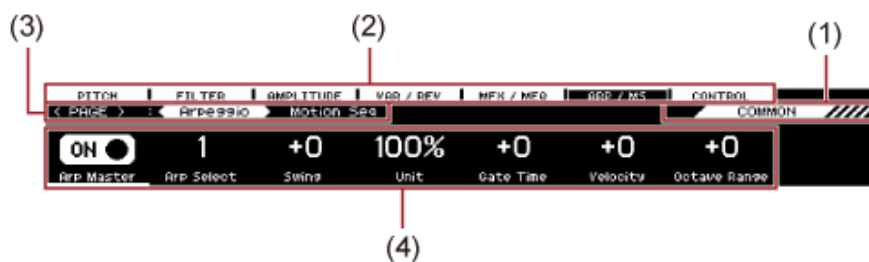 (1)
(2)
(3)
PITCH FILTER AMPLITUDE VAR / REV MFX / MEQ ARP / MS CONTROL
< PAGE > : Arpeggio Motion Seq COMMON
ON 1 +0 100% +0 +0 +0
Arp Master Arp Select Swing Unit Gate Time Velocity Octave Range
(4)